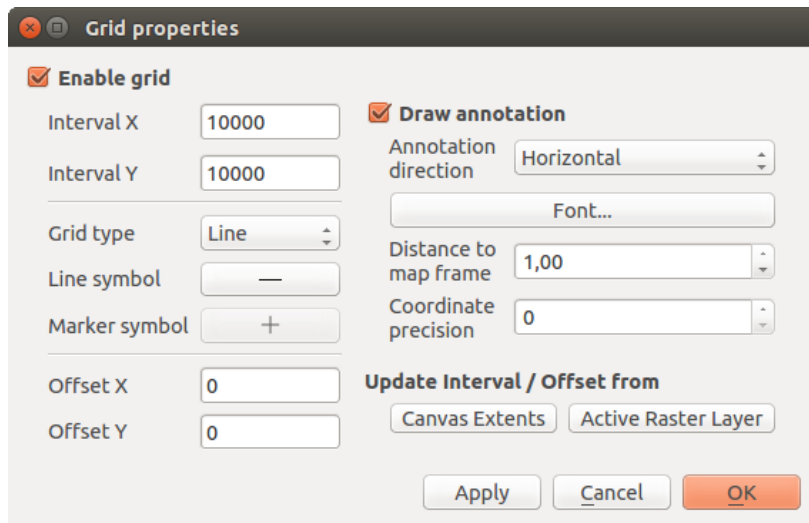 Grid properties
Enable grid
Interval X 10000
Interval Y 10000
Grid type Line
Line symbol
Marker symbol
Offset X 0
Offset Y 0
Draw annotation
Annotation
direction
Horizontal
Font...
Distance to
map frame
1,00
Coordinate
precision
0
Update Interval / Offset from
Canvas Extents Active Raster Layer
Apply Cancel OK